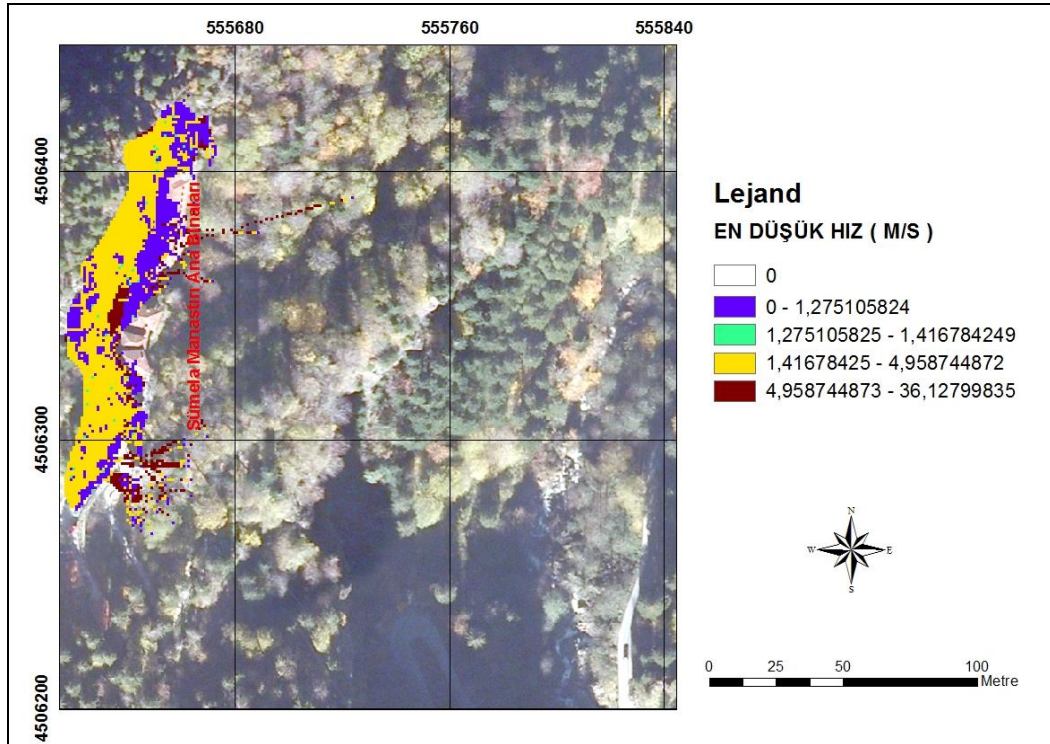 555680
555760
555840
4506400
4506300
4506200
Sümela Manastırı Ana Binaları
Lejand
EN DÜŞÜK HIZ ( M/S )
0
0 - 1,275105824
1,275105825 - 1,416784249
1,41678425 - 4,958744872
4,958744873 - 36,12799835
N
W
E
S
0 25 50 100
Metre